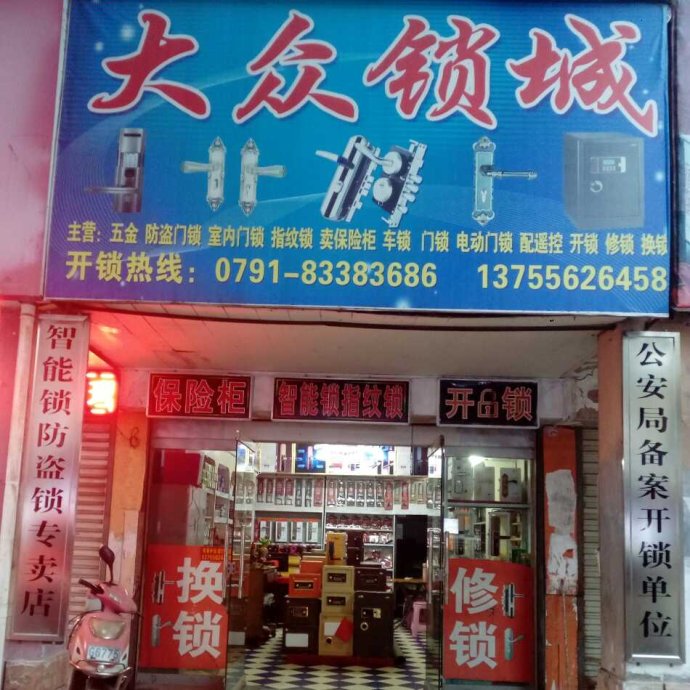 大众锁城
主营：五金 防盗门锁 室内门锁 指纹锁 卖保险柜 车锁 门锁 电动门锁 配遥控 开锁 修锁 换锁
开锁热线：0791-83383686 13755626458
智能锁防盗锁专卖店
公安局备案开锁单位
保险柜
智能锁指纹锁
开锁
换锁
修锁